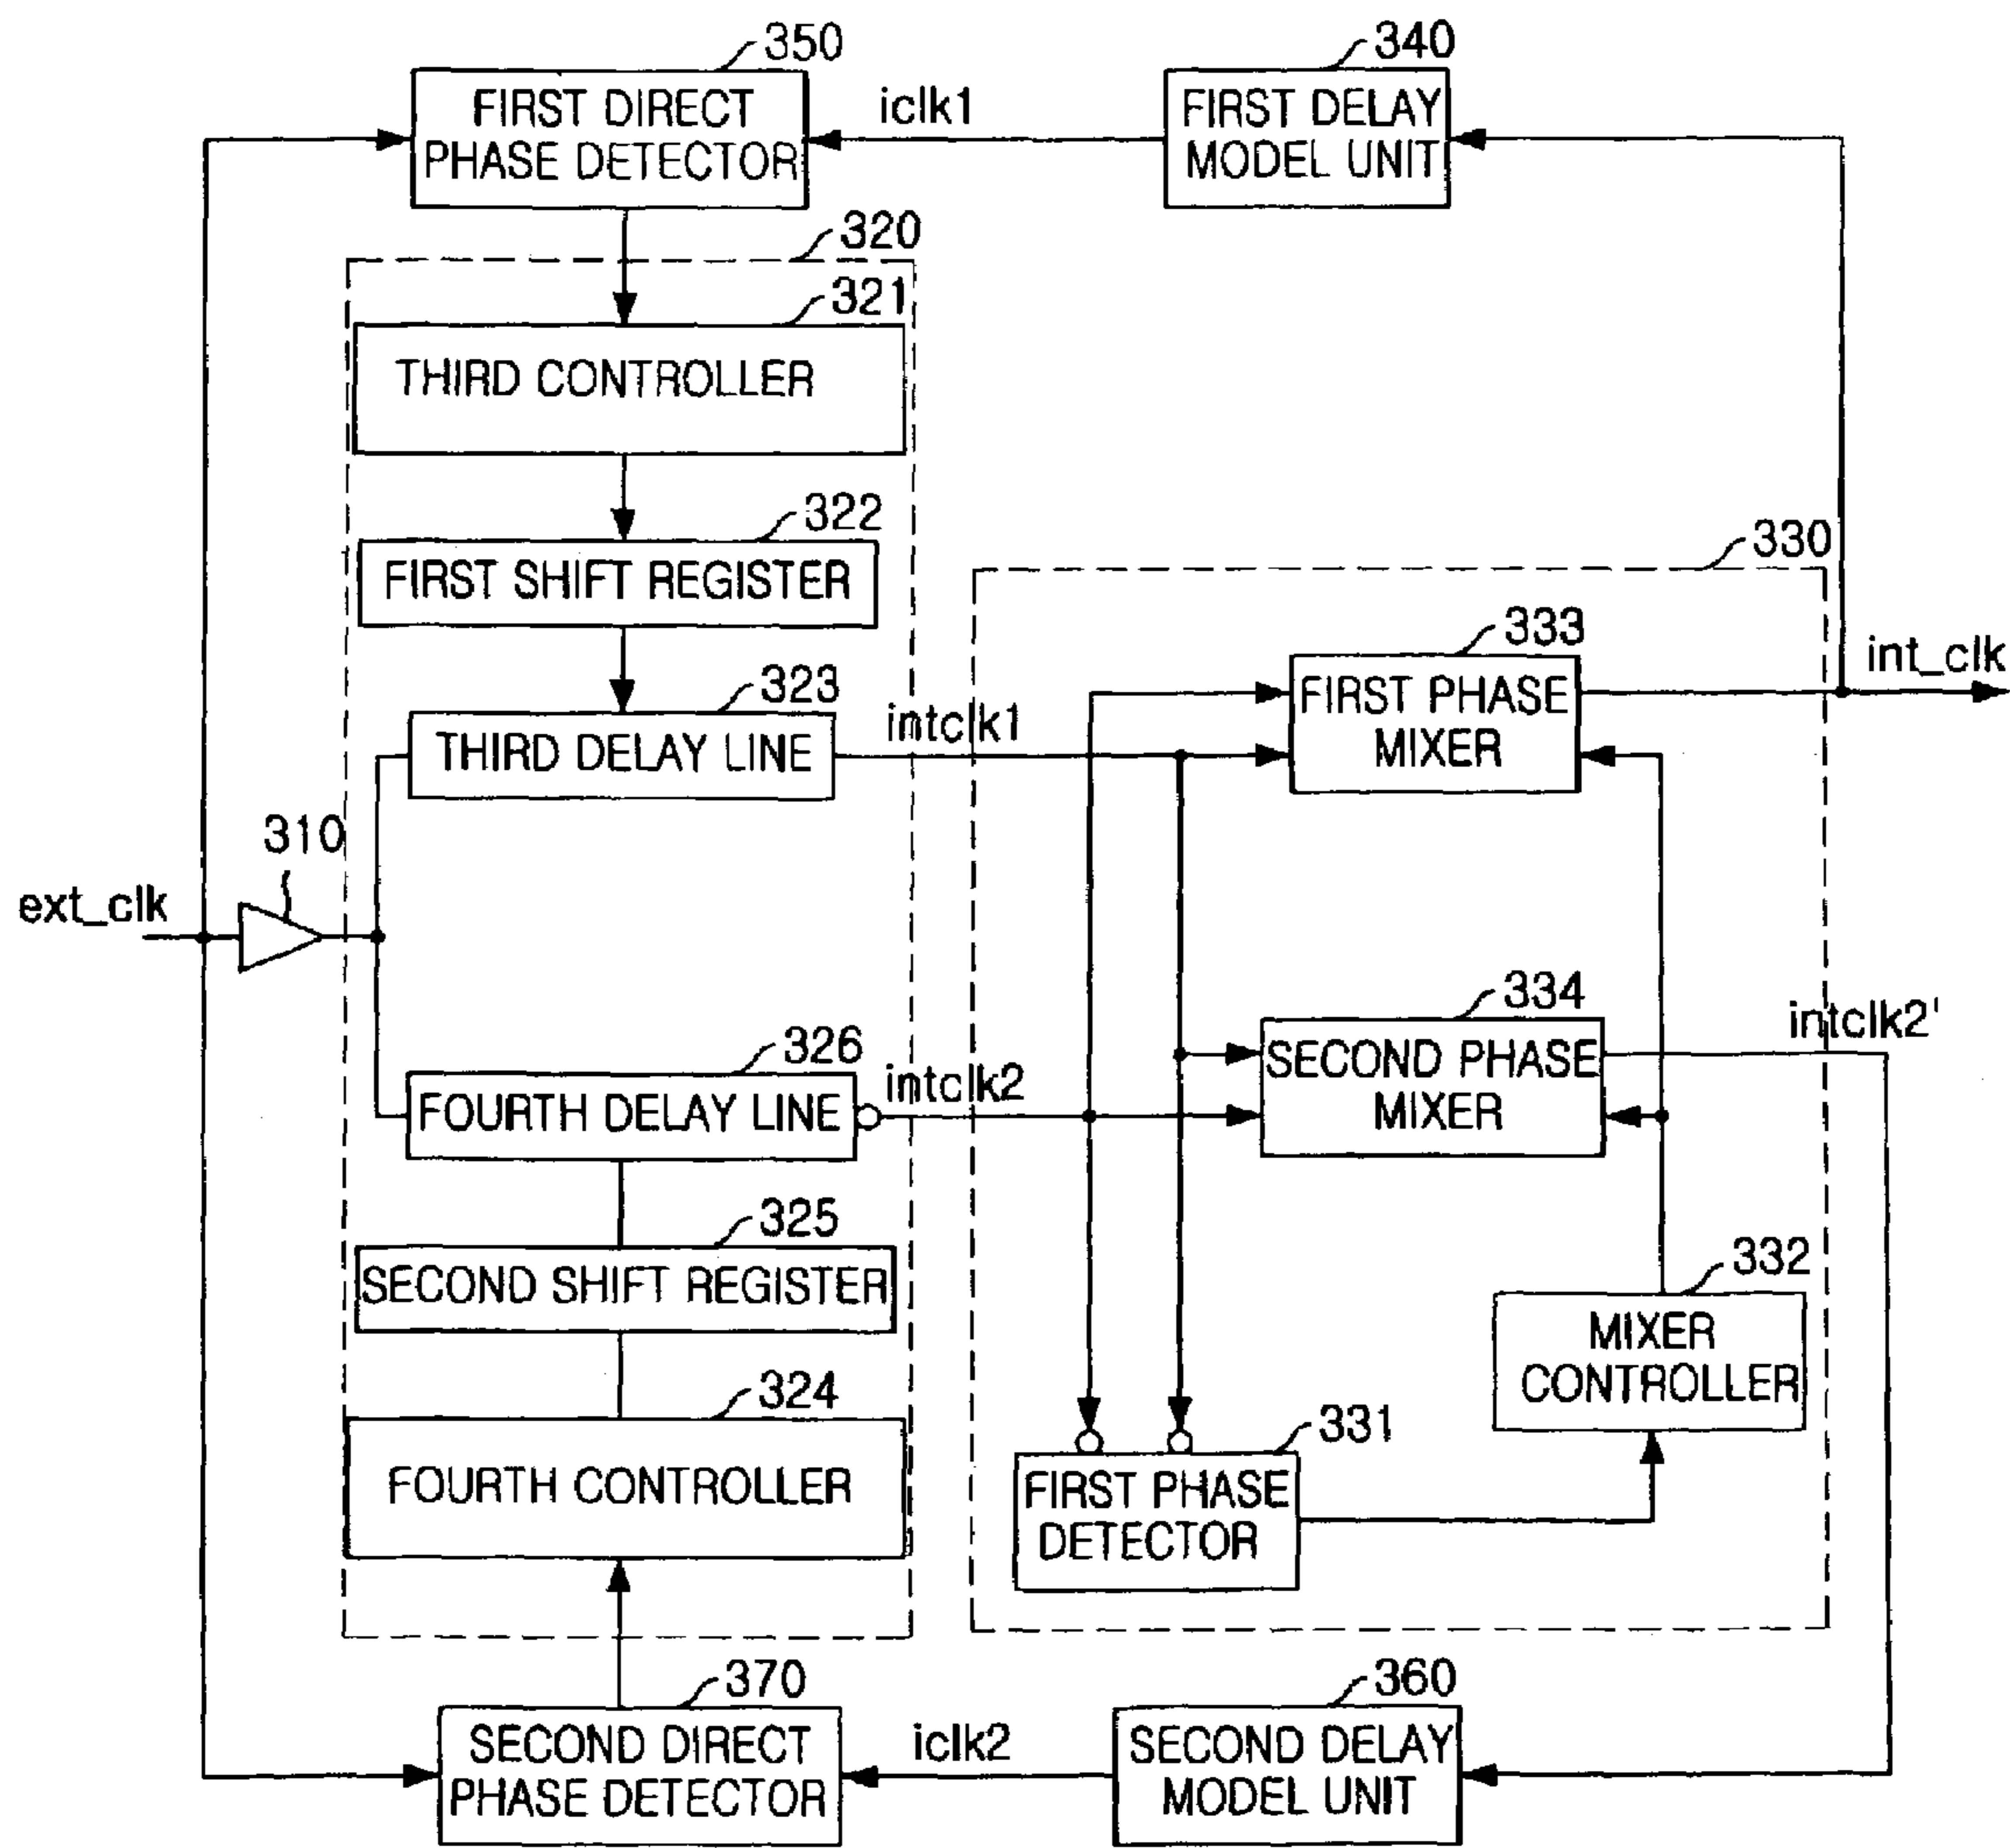 350
340
FIRST DIRECT
PHASE DETECTOR
iclk1
FIRST DELAY
MODEL UNIT
320
321
THIRD CONTROLLER
322
FIRST SHIFT REGISTER
330
323
THIRD DELAY LINE
intclk1
333
FIRST PHASE
MIXER
int_clk
310
ext_clk
326
FOURTH DELAY LINE
intclk2
334
SECOND PHASE
MIXER
intclk2'
325
SECOND SHIFT REGISTER
332
MIXER
CONTROLLER
324
FOURTH CONTROLLER
331
FIRST PHASE
DETECTOR
370
SECOND DIRECT
PHASE DETECTOR
iclk2
360
SECOND DELAY
MODEL UNIT